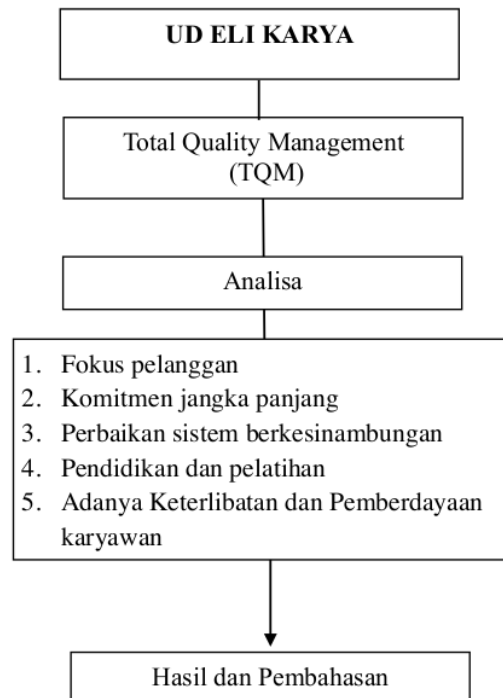 UD ELI KARYA
Total Quality Management
(TQM)
Analisa
1. Fokus pelanggan
2. Komitmen jangka panjang
3. Perbaikan sistem berkesinambungan
4. Pendidikan dan pelatihan
5. Adanya Keterlibatan dan Pemberdayaan
karyawan
Hasil dan Pembahasan